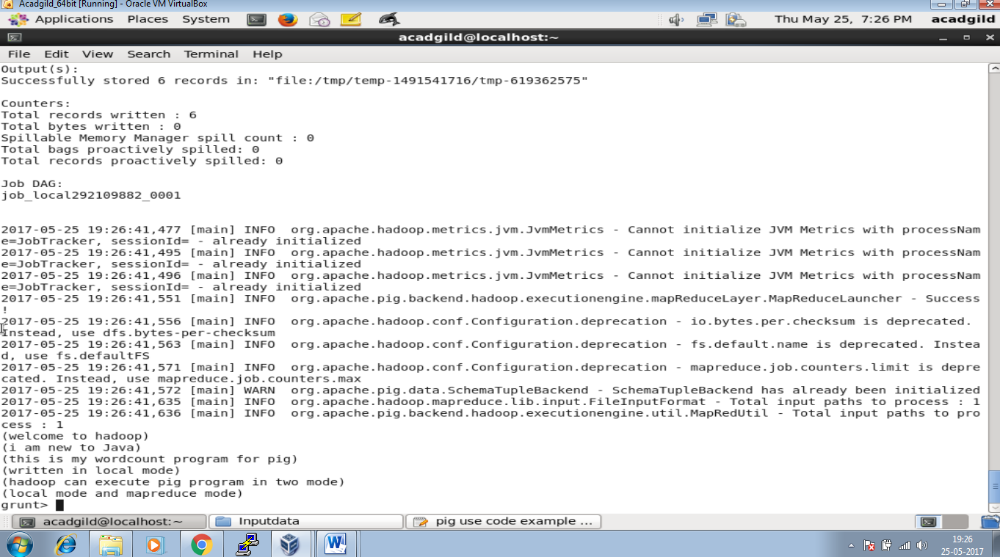 Acadgild_64bit [Running] - Oracle VM VirtualBox
Applications Places System
Thu May 25, 7:26 PM acadgild
acadgild@localhost:~
File Edit View Search Terminal Help
Output(s):
Successfully stored 6 records in: "file:/tmp/temp-1491541716/tmp-619362575"
Counters:
Total records written : 6
Total bytes written : 0
Spillable Memory Manager spill count : 0
Total bags proactively spilled: 0
Total records proactively spilled: 0
Job DAG:
job_local292109882_0001
2017-05-25 19:26:41,477 [main] INFO  org.apache.hadoop.metrics.jvm.JvmMetrics - Cannot initialize JVM Metrics with processNam
e=JobTracker, sessionId= - already initialized
2017-05-25 19:26:41,495 [main] INFO  org.apache.hadoop.metrics.jvm.JvmMetrics - Cannot initialize JVM Metrics with processNam
e=JobTracker, sessionId= - already initialized
2017-05-25 19:26:41,496 [main] INFO  org.apache.hadoop.metrics.jvm.JvmMetrics - Cannot initialize JVM Metrics with processNam
e=JobTracker, sessionId= - already initialized
2017-05-25 19:26:41,551 [main] INFO  org.apache.pig.backend.hadoop.executionengine.mapReduceLayer.MapReduceLauncher - Success
!
2017-05-25 19:26:41,556 [main] INFO  org.apache.hadoop.conf.Configuration.deprecation - io.bytes.per.checksum is deprecated.
Instead, use dfs.bytes-per-checksum
2017-05-25 19:26:41,563 [main] INFO  org.apache.hadoop.conf.Configuration.deprecation - fs.default.name is deprecated. Instea
d, use fs.defaultFS
2017-05-25 19:26:41,571 [main] INFO  org.apache.hadoop.conf.Configuration.deprecation - mapreduce.job.counters.limit is depre
cated. Instead, use mapreduce.job.counters.max
2017-05-25 19:26:41,572 [main] WARN  org.apache.pig.data.SchemaTupleBackend - SchemaTupleBackend has already been initialized
2017-05-25 19:26:41,635 [main] INFO  org.apache.hadoop.mapreduce.lib.input.FileInputFormat - Total input paths to process : 1
2017-05-25 19:26:41,636 [main] INFO  org.apache.pig.backend.hadoop.executionengine.util.MapRedUtil - Total input paths to pro
cess : 1
(welcome to hadoop)
(i am new to Java)
(this is my wordcount program for pig)
(written in local mode)
(hadoop can execute pig program in two mode)
(local mode and mapreduce mode)
grunt>
acadgild@localhost:~ Inputdata pig use code example ...
19:26
25-05-2017